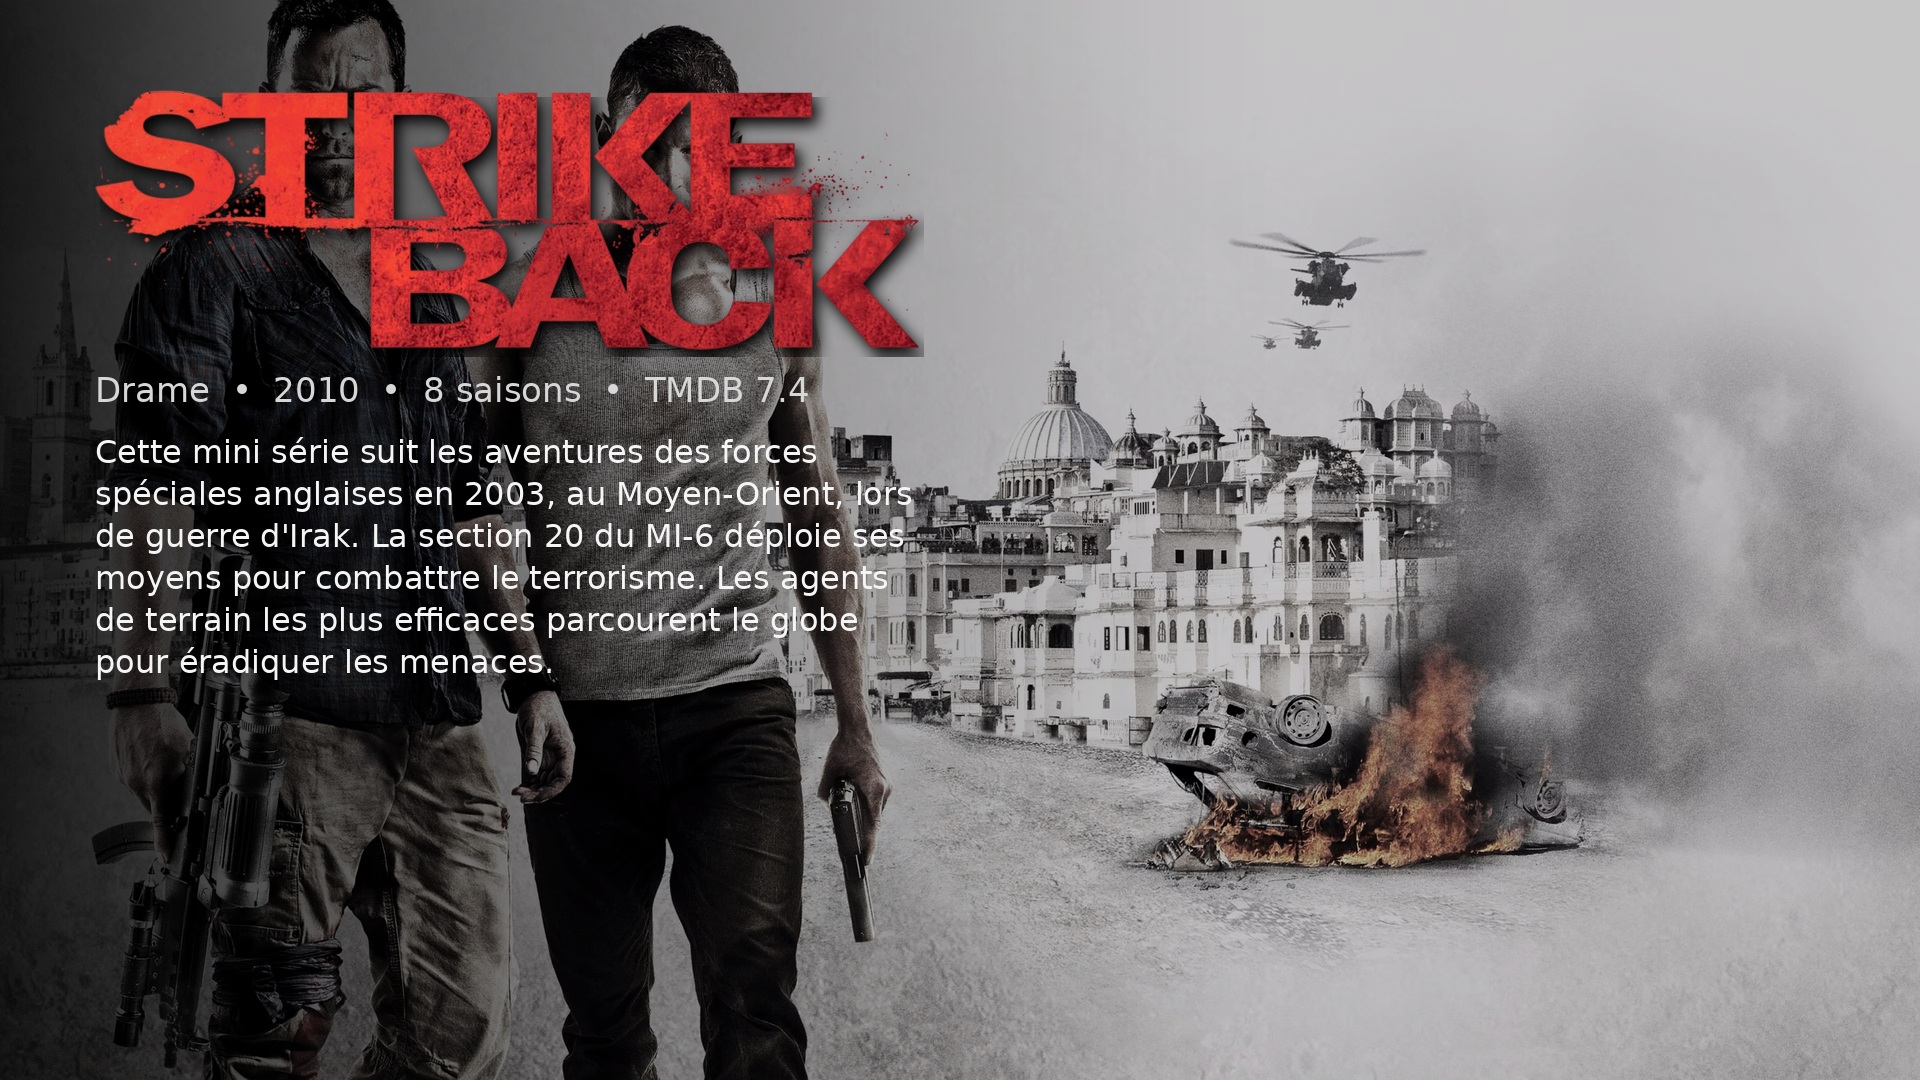 STRIKE
BACK
Drame • 2010 • 8 saisons • TMDB 7.4
Cette mini série suit les aventures des forces
spéciales anglaises en 2003, au Moyen-Orient, lors
de guerre d'Irak. La section 20 du MI-6 déploie ses
moyens pour combattre le terrorisme. Les agents
de terrain les plus efficaces parcourent le globe
pour éradiquer les menaces.